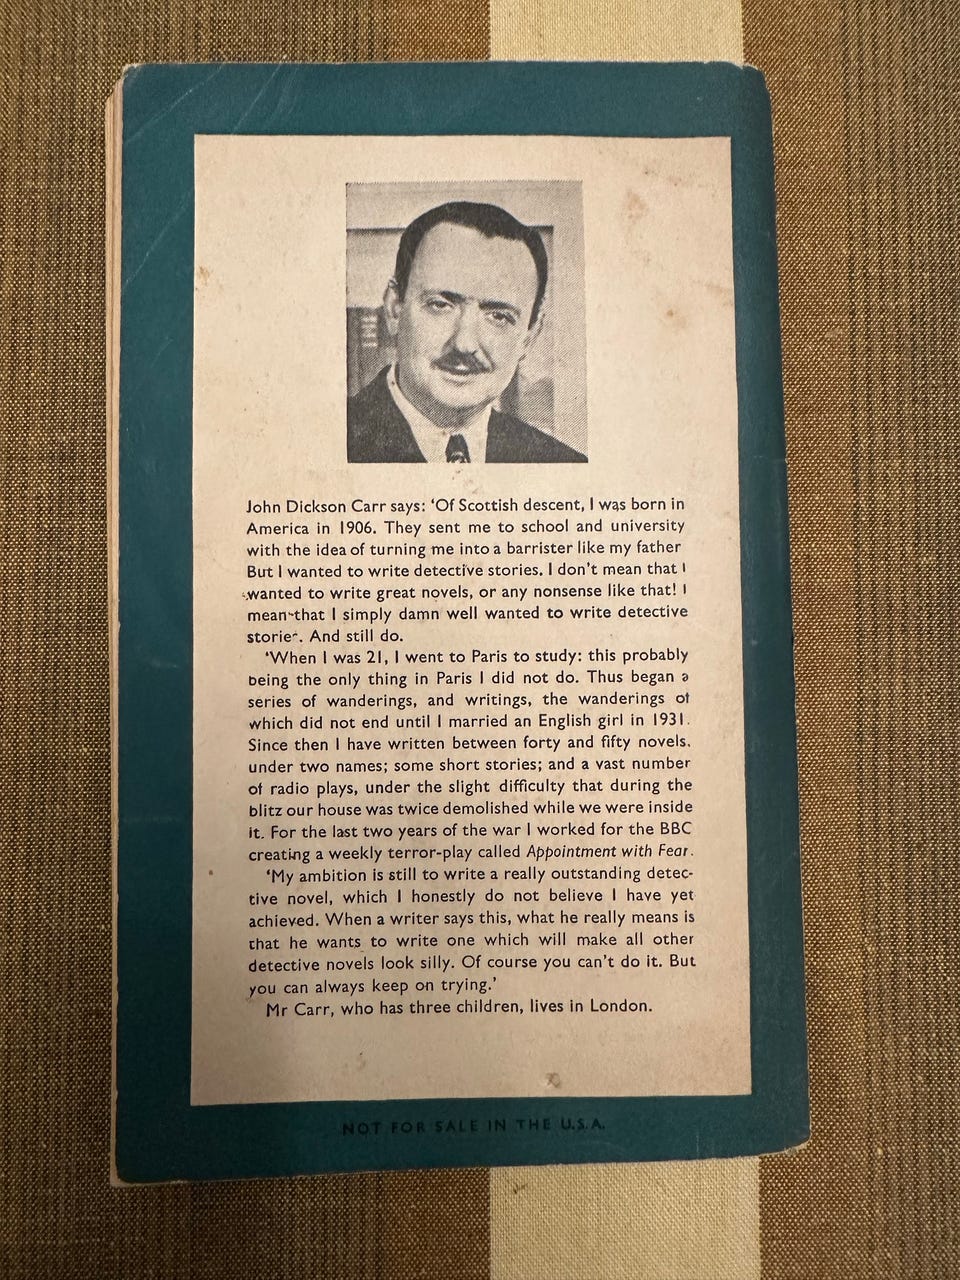 John Dickson Carr says: ‘Of Scottish descent, I was born in
America in 1906. They sent me to school and university
with the idea of turning me into a barrister like my father
But I wanted to write detective stories. I don't mean that I
wanted to write great novels, or any nonsense like that! I
mean that I simply damn well wanted to write detective
stories. And still do.
‘When I was 21, I went to Paris to study: this probably
being the only thing in Paris I did not do. Thus began a
series of wanderings, and writings, the wanderings of
which did not end until I married an English girl in 1931.
Since then I have written between forty and fifty novels,
under two names; some short stories; and a vast number
of radio plays, under the slight difficulty that during the
blitz our house was twice demolished while we were inside
it. For the last two years of the war I worked for the BBC
creating a weekly terror-play called Appointment with Fear.
‘My ambition is still to write a really outstanding detec-
tive novel, which I honestly do not believe I have yet
achieved. When a writer says this, what he really means is
that he wants to write one which will make all other
detective novels look silly. Of course you can't do it. But
you can always keep on trying.’
Mr Carr, who has three children, lives in London.
NOT FOR SALE IN THE U.S.A.